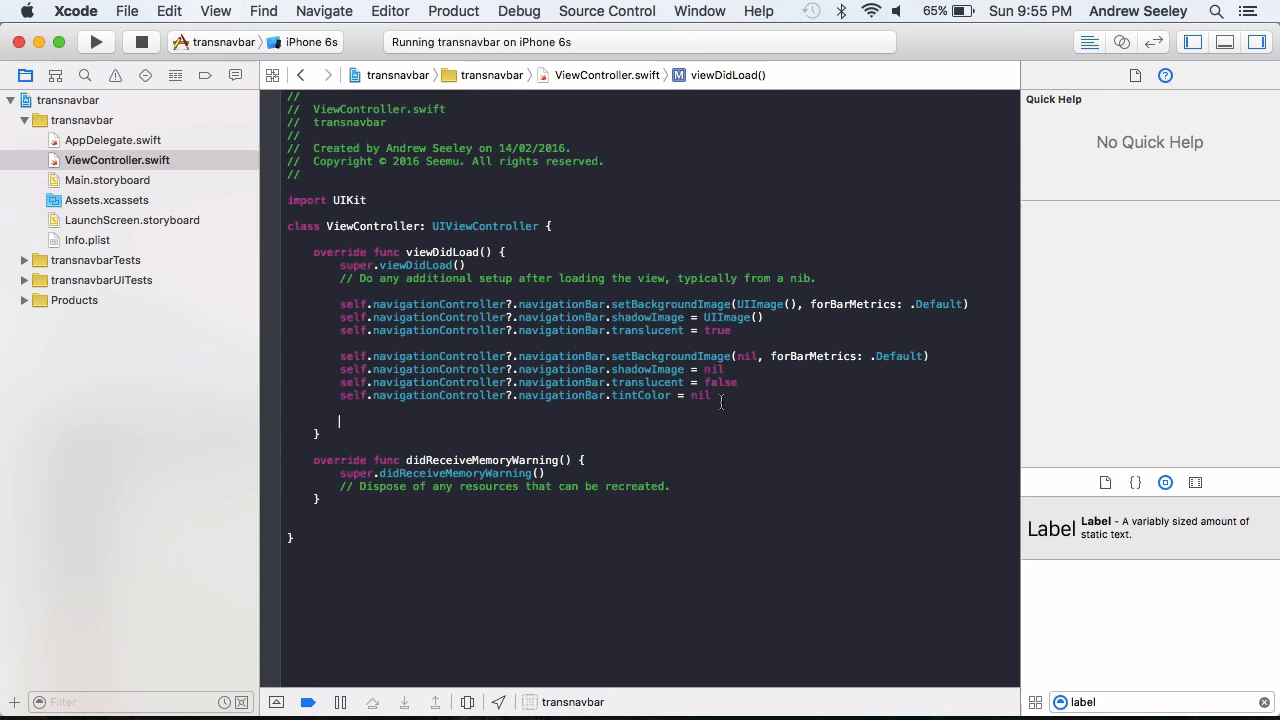 Xcode File Edit View Find Navigate Editor Product Debug Source Control Window Help 65% Sun 9:55 PM Andrew Seeley
transnavbar iPhone 6s Running transnavbar on iPhone 6s
transnavbar transnavbar ViewController.swift M viewDidLoad()
transnavbar
transnavbar
AppDelegate.swift
ViewController.swift
Main.storyboard
Assets.xcassets
LaunchScreen.storyboard
Info.plist
transnavbarTests
transnavbarUITests
Products
Filter
//
// ViewController.swift
// transnavbar
//
// Created by Andrew Seeley on 14/02/2016.
// Copyright © 2016 Seemu. All rights reserved.
//
import UIKit
class ViewController: UIViewController {
override func viewDidLoad() {
super.viewDidLoad()
// Do any additional setup after loading the view, typically from a nib.
self.navigationController?.navigationBar.setBackgroundImage(UIImage(), forBarMetrics: .Default)
self.navigationController?.navigationBar.shadowImage = UIImage()
self.navigationController?.navigationBar.translucent = true
self.navigationController?.navigationBar.setBackgroundImage(nil, forBarMetrics: .Default)
self.navigationController?.navigationBar.shadowImage = nil
self.navigationController?.navigationBar.translucent = false
self.navigationController?.navigationBar.tintColor = nil
}
override func didReceiveMemoryWarning() {
super.didReceiveMemoryWarning()
// Dispose of any resources that can be recreated.
}
}
transnavbar
Quick Help
No Quick Help
{}
Label
Label - A variably sized amount of
static text.
label